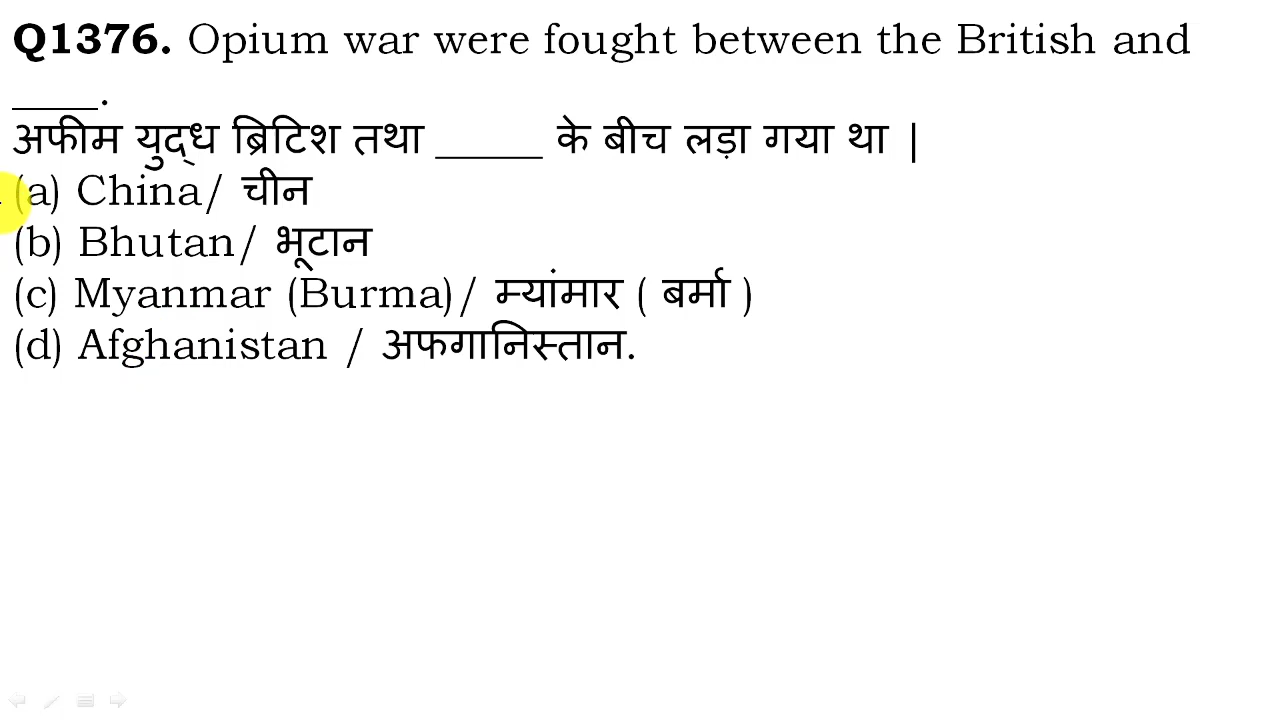 Q1376. Opium war were fought between the British and
____.
अफीम युद्ध ब्रिटिश तथा _____ के बीच लड़ा गया था |
(a) China/ चीन
(b) Bhutan/ भूटान
(c) Myanmar (Burma)/ म्यांमार ( बर्मा )
(d) Afghanistan / अफगानिस्तान.